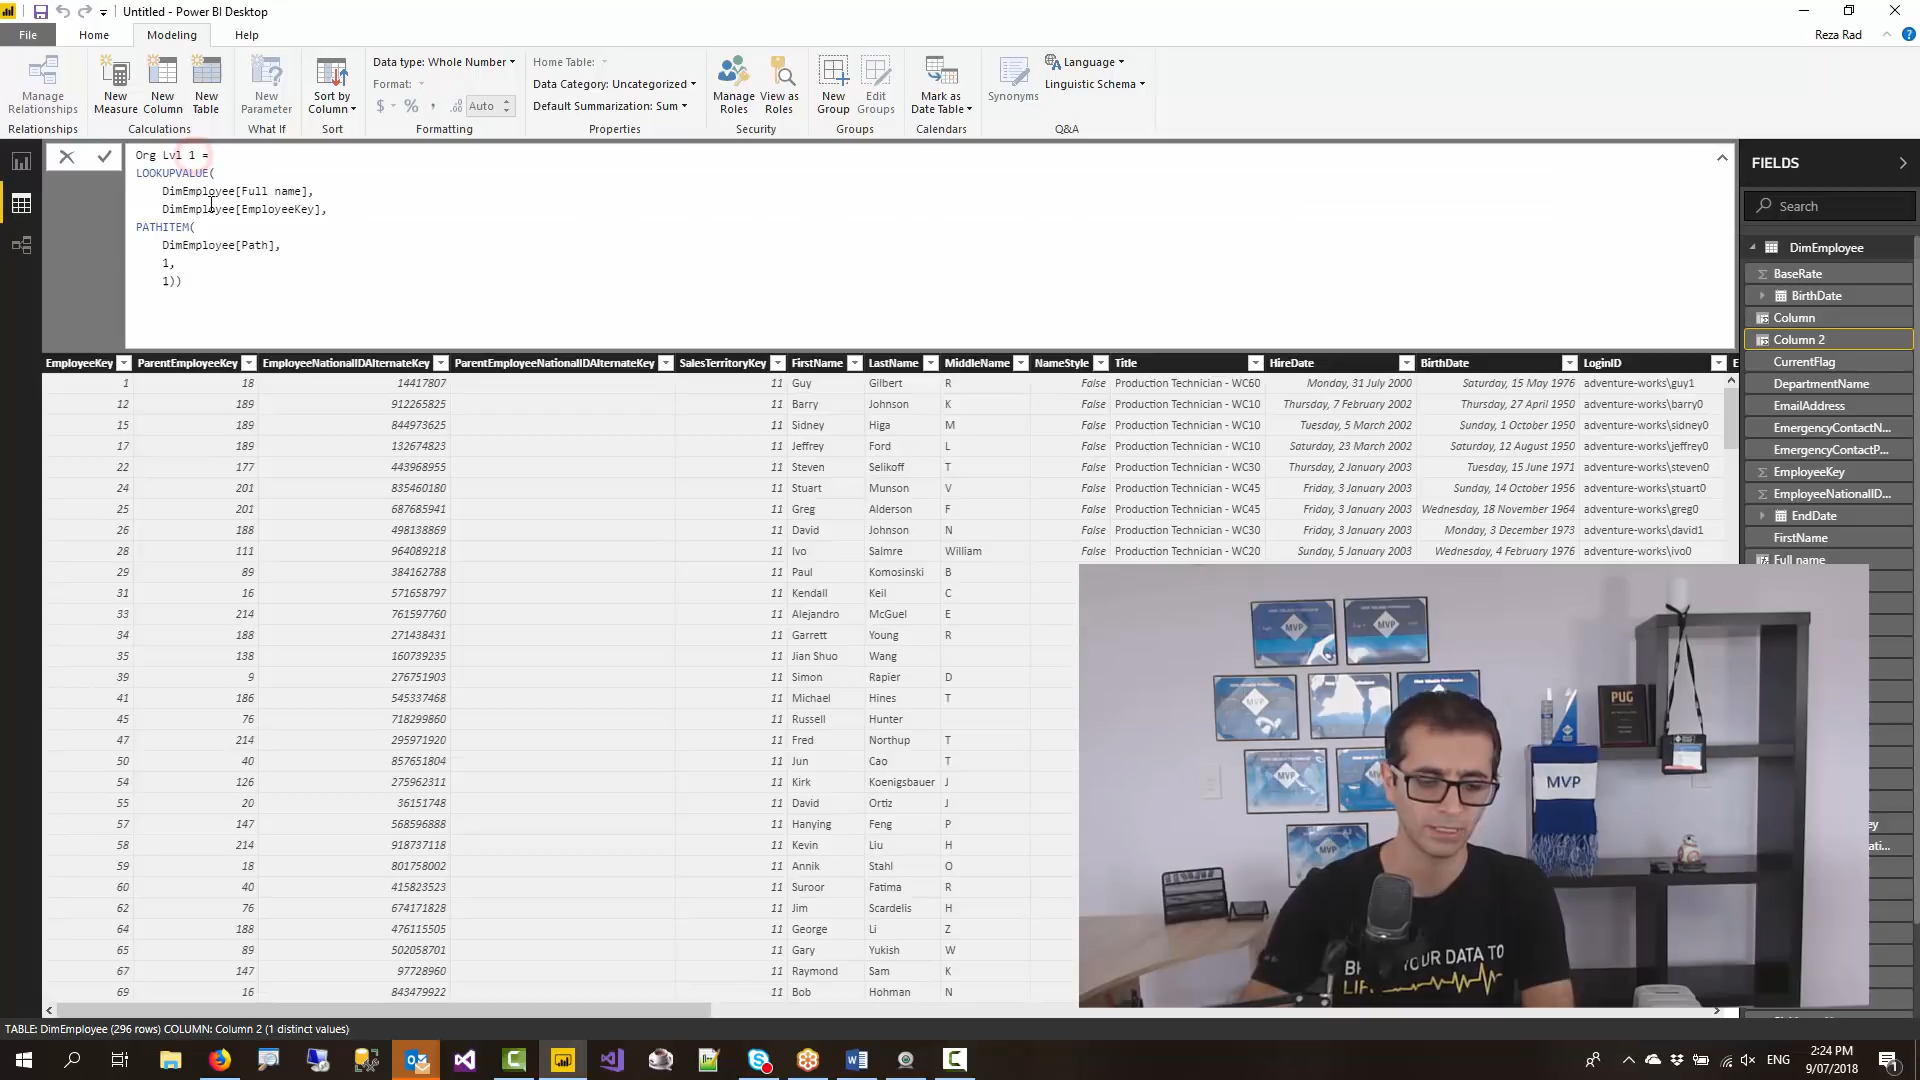 Untitled - Power BI Desktop
File Home Modeling Help Reza Rad
Manage Relationships
New Measure
New Column
New Table
New Parameter
Sort by Column
Data type: Whole Number
Format:
$ % , Auto
Home Table:
Data Category: Uncategorized
Default Summarization: Sum
Manage Roles
View as Roles
New Group
Edit Groups
Mark as Date Table
Synonyms
Language
Linguistic Schema
Relationships Calculations What If Sort Formatting Properties Security Groups Calendars Q&A
Org Lvl 1 =
LOOKUPVALUE(
DimEmployee[Full name],
DimEmployee[EmployeeKey],
PATHITEM(
DimEmployee[Path],
1,
1))
EmployeeKey ParentEmployeeKey EmployeeNationalIDAlternateKey ParentEmployeeNationalIDAlternateKey SalesTerritoryKey FirstName LastName MiddleName NameStyle Title HireDate BirthDate LoginID E
1 18 14417807 11 Guy Gilbert R False Production Technician - WC60 Monday, 31 July 2000 Saturday, 15 May 1976 adventure-works\guy1
12 189 912265825 11 Barry Johnson K False Production Technician - WC10 Thursday, 7 February 2002 Thursday, 27 April 1950 adventure-works\barry0
15 189 844973625 11 Sidney Higa M False Production Technician - WC10 Tuesday, 5 March 2002 Sunday, 1 October 1950 adventure-works\sidney0
17 189 132674823 11 Jeffrey Ford L False Production Technician - WC10 Saturday, 23 March 2002 Saturday, 12 August 1950 adventure-works\jeffrey0
22 177 443968955 11 Steven Selikoff T False Production Technician - WC30 Thursday, 2 January 2003 Tuesday, 15 June 1971 adventure-works\steven0
24 201 835460180 11 Stuart Munson V False Production Technician - WC45 Friday, 3 January 2003 Sunday, 14 October 1956 adventure-works\stuart0
25 201 687685941 11 Greg Alderson F False Production Technician - WC45 Friday, 3 January 2003 Wednesday, 18 November 1964 adventure-works\greg0
26 188 498138869 11 David Johnson N False Production Technician - WC30 Friday, 3 January 2003 Monday, 3 December 1973 adventure-works\david1
28 111 964089218 11 Ivo Salmre William False Production Technician - WC20 Sunday, 5 January 2003 Wednesday, 4 February 1976 adventure-works\ivo0
29 89 384162788 11 Paul Komosinski B
31 16 571658797 11 Kendall Keil C
33 214 761597760 11 Alejandro McGuel E
34 188 271438431 11 Garrett Young R
35 138 160739235 11 Jian Shuo Wang
39 9 276751903 11 Simon Rapier D
41 186 545337468 11 Michael Hines T
45 76 718299860 11 Russell Hunter
47 214 295971920 11 Fred Northup T
50 40 857651804 11 Jun Cao T
54 126 275962311 11 Kirk Koenigsbauer J
55 20 36151748 11 David Ortiz J
57 147 568596888 11 Hanying Feng P
58 214 918737118 11 Kevin Liu H
59 18 801758002 11 Annik Stahl O
60 40 415823523 11 Suroor Fatima R
62 76 674171828 11 Jim Scardelis H
64 188 476115505 11 George Li Z
65 89 502058701 11 Gary Yukish W
67 147 97728960 11 Raymond Sam K
69 16 843479922 11 Bob Hohman N
FIELDS
Search
DimEmployee
BaseRate
BirthDate
Column
Column 2
CurrentFlag
DepartmentName
EmailAddress
EmergencyContactN...
EmergencyContactP...
EmployeeKey
EmployeeNationalID...
EndDate
FirstName
Full name
ey
ati...
MVP MVP
MVP
MVP
MVP
PUG
MVP
YOUR DATA TO
LIF
TABLE: DimEmployee (296 rows) COLUMN: Column 2 (1 distinct values)
ENG
2:24 PM
9/07/2018
1